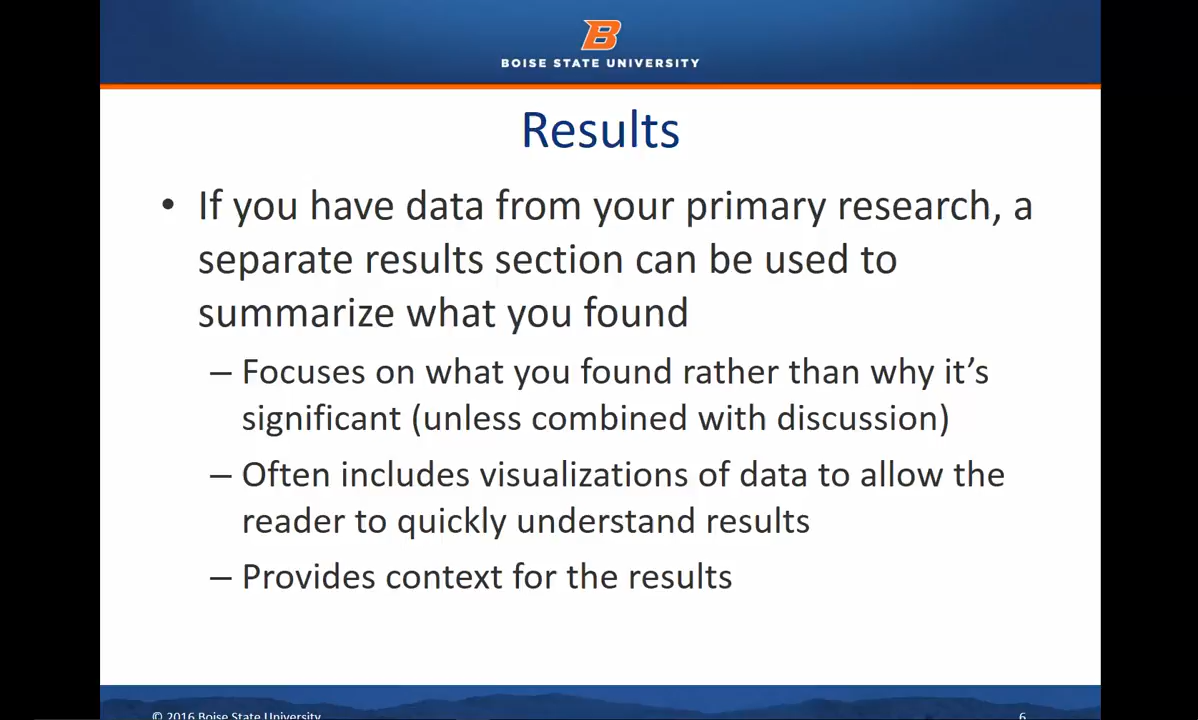 B
BOISE STATE UNIVERSITY
Results
• If you have data from your primary research, a
separate results section can be used to
summarize what you found
– Focuses on what you found rather than why it’s
significant (unless combined with discussion)
– Often includes visualizations of data to allow the
reader to quickly understand results
– Provides context for the results
© 2016 Boise State University
6